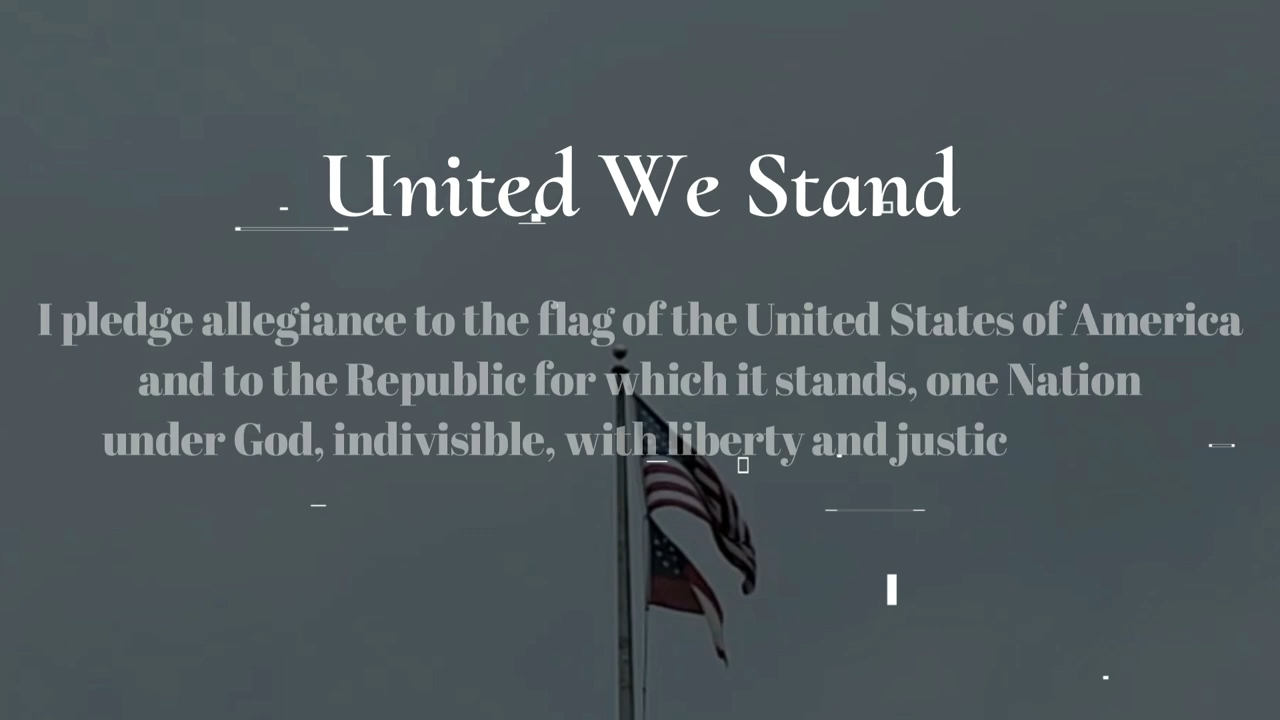 United We Stand
I pledge allegiance to the flag of the United States of America
and to the Republic for which it stands, one Nation
under God, indivisible, with liberty and justic